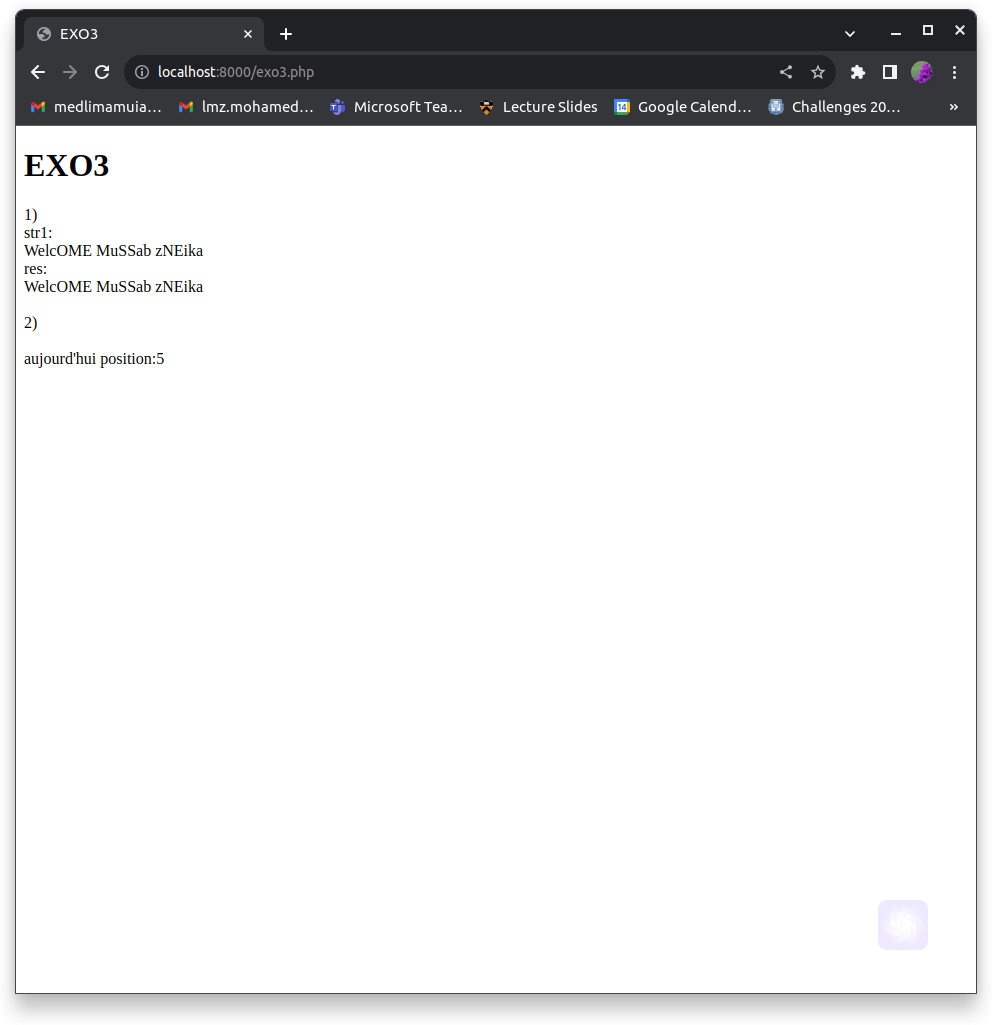 EXO3
localhost:8000/exo3.php
medlimamuia…
lmz.mohamed…
Microsoft Tea…
Lecture Slides
14
Google Calend…
Challenges 20…
»
EXO3
1)
str1:
WelcOME MuSSab zNEika
res:
WelcOME MuSSab zNEika
2)
aujourd'hui position:5